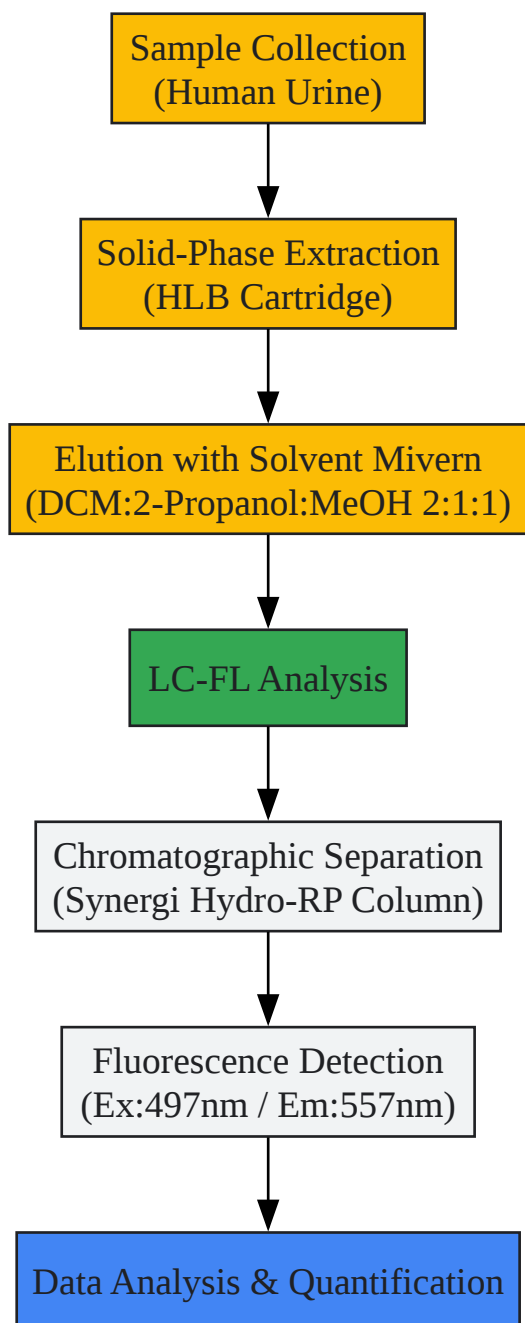 Sample Collection
(Human Urine)
Solid-Phase Extraction
(HLB Cartridge)
Elution with Solvent Mivern
(DCM:2-Propanol:MeOH 2:1:1)
LC-FL Analysis
Chromatographic Separation
(Synergi Hydro-RP Column)
Fluorescence Detection
(Ex:497nm / Em:557nm)
Data Analysis & Quantification